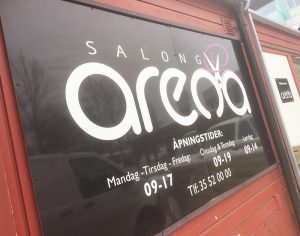 SALONG
arena
ÅPNINGSTIDER:
Mandag -Tirsdag - Fredag: Onsdag & Torsdag: Lørdag:
09-17 09-19 09-14
Tlf: 35 52 00 00
arena